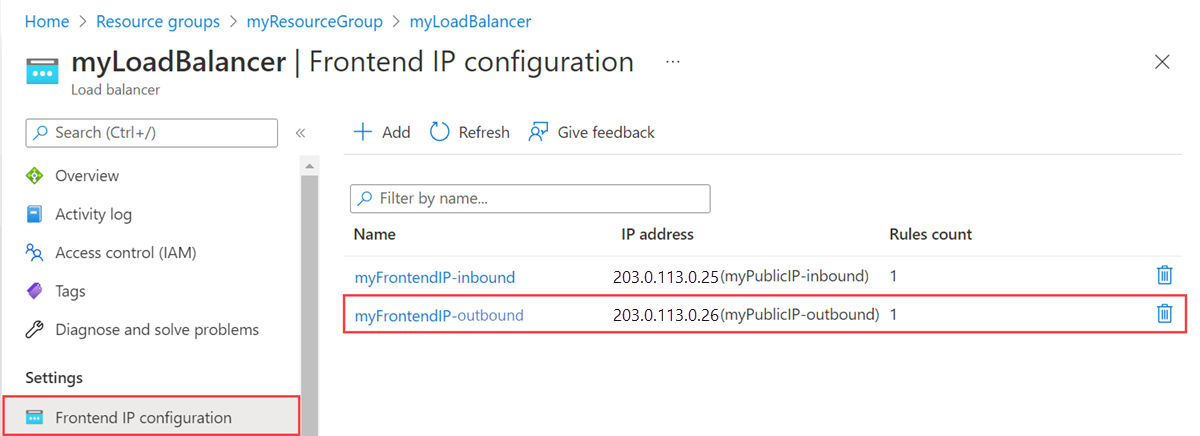 Home > Resource groups > myResourceGroup > myLoadBalancer
myLoadBalancer | Frontend IP configuration ...
Load balancer
Search (Ctrl+/) «
Add Refresh Give feedback
Overview
Activity log
Access control (IAM)
Tags
Diagnose and solve problems
Settings
Frontend IP configuration
Filter by name...
Name IP address Rules count
myFrontendIP-inbound 203.0.113.0.25(myPublicIP-inbound) 1
myFrontendIP-outbound 203.0.113.0.26(myPublicIP-outbound) 1